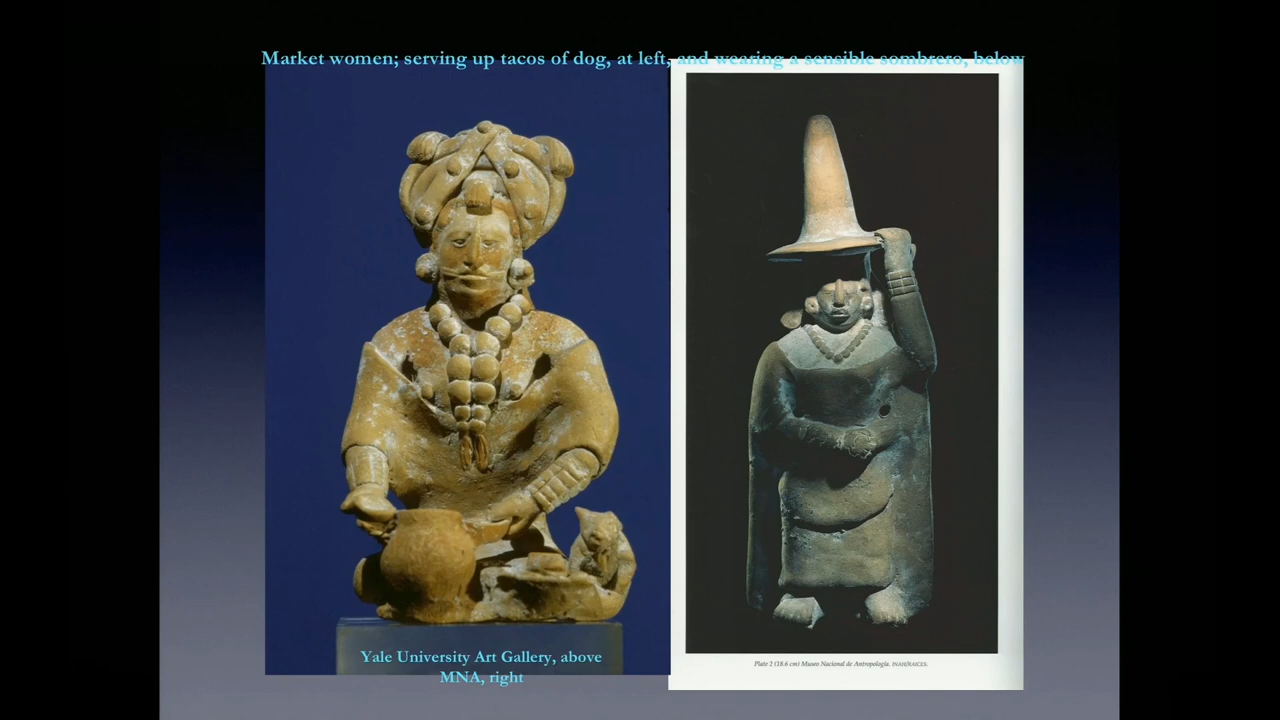 Market women; serving up tacos of dog, at left, and wearing a sensible sombrero, below
Yale University Art Gallery, above
MNA, right
Plate 2 (18.6 cm) Museo Nacional de Antropología. INAH/RAICES.